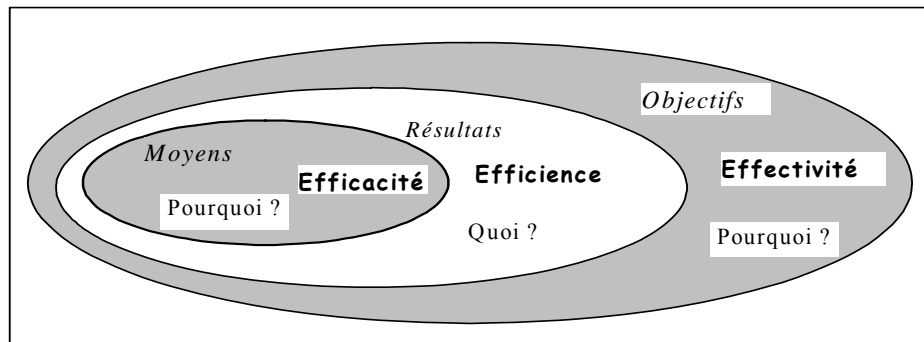 Objectifs
Résultats
Moyens
Efficacité
Efficience
Effectivité
Pourquoi ?
Quoi ?
Pourquoi ?